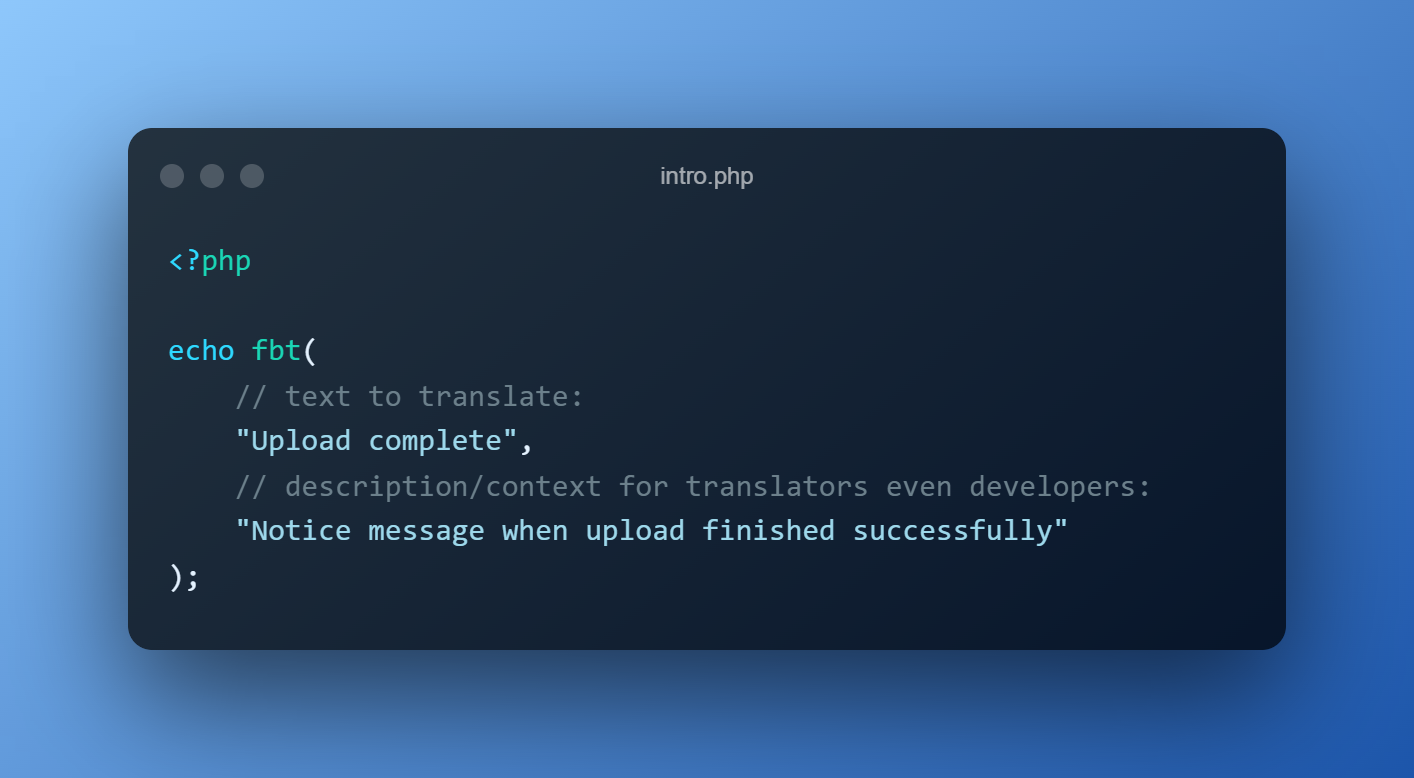 intro.php
<?php
echo fbt(
// text to translate:
"Upload complete",
// description/context for translators even developers:
"Notice message when upload finished successfully"
);